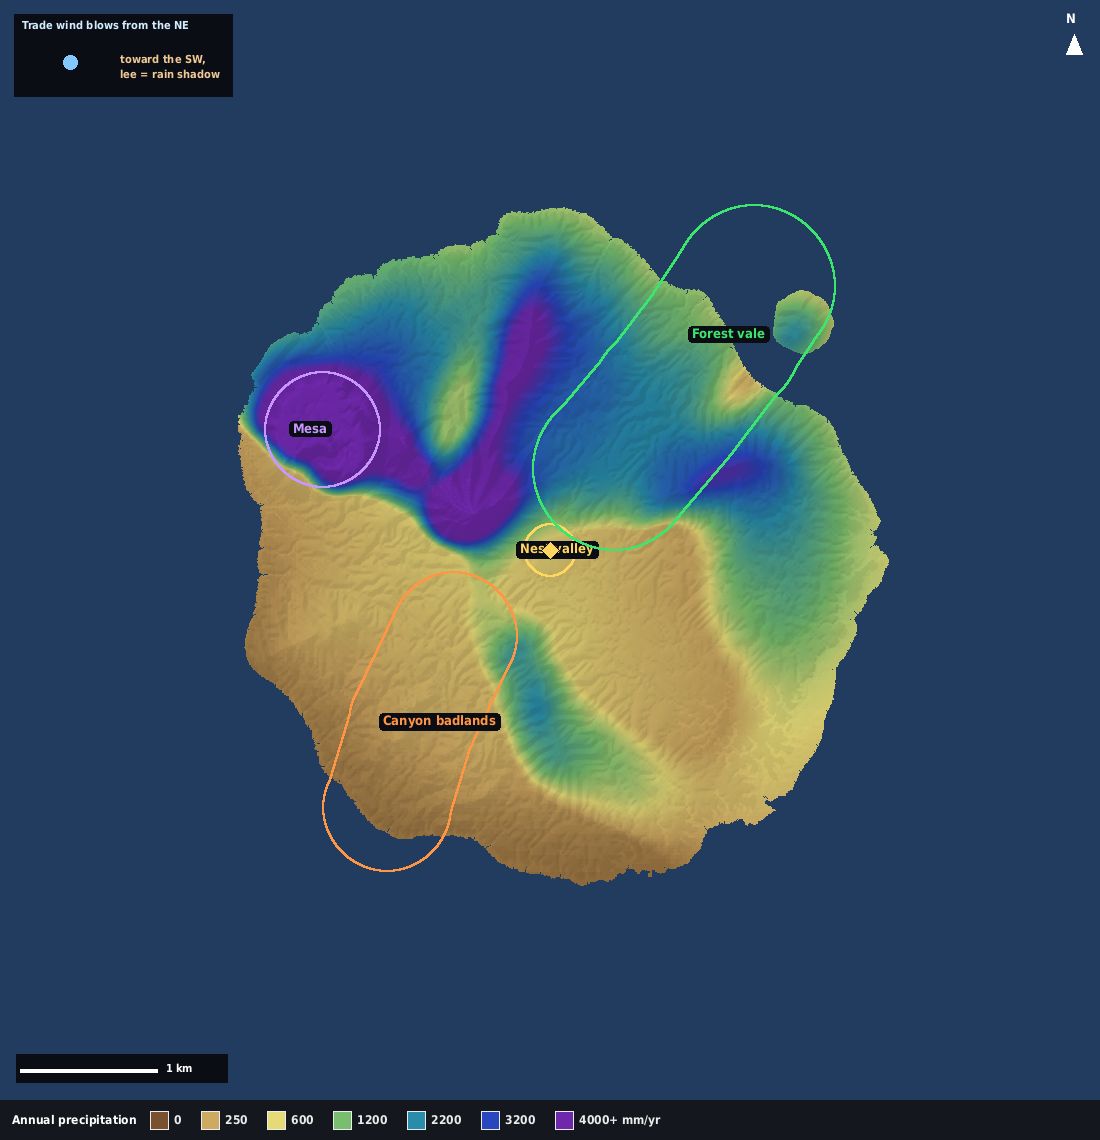 Trade wind blows from the NE
toward the SW,
lee = rain shadow
N
Forest vale
Mesa
valley
Canyon badlands
1 km
Annual precipitation 0 250 600 1200 2200 3200 4000+ mm/yr